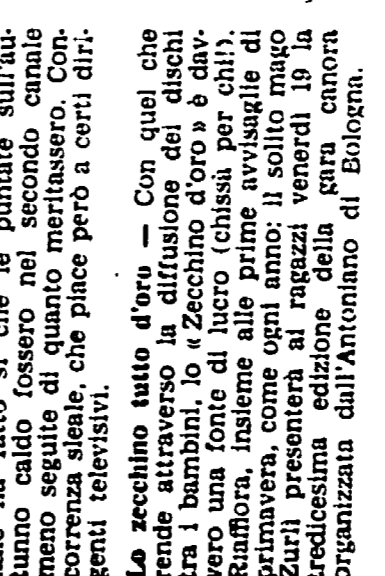 ha fatto sì che le puntate sull'au-
tunno caldo fossero nel secondo canale
meno seguite di quanto meritassero. Con-
correnza sleale, che piace però a certi diri-
genti televisivi.
Lo zecchino tutto d'oro — Con quel che
rende attraverso la diffusione dei dischi
tra i bambini, lo «Zecchino d'oro» è dav-
vero una fonte di lucro (chissà per chi!).
Riaffiora, insieme alle prime avvisaglie di
primavera, come ogni anno: il solito mago
Zurlì presenterà ai ragazzi venerdì 19 la
tredicesima edizione della gara canora
organizzata dall'Antoniano di Bologna.